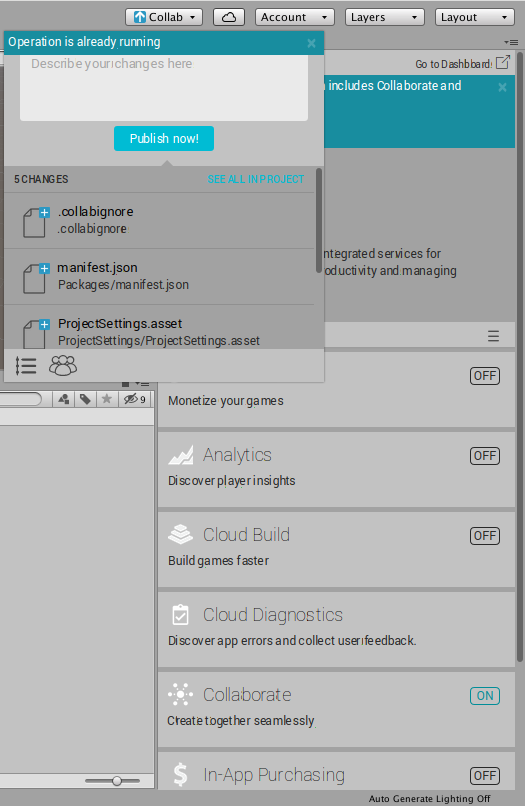 Collab
Account
Layers
Layout
Operation is already running
Describe your changes here
Publish now!
5 CHANGES
SEE ALL IN PROJECT
.collabignore
.collabignore
manifest.json
Packages/manifest.json
ProjectSettings.asset
ProjectSettings/ProjectSettings.asset
Go to Dashboard
includes Collaborate and
integrated services for
productivity and managing
OFF
Monetize your games
9
Analytics
OFF
Discover player insights
Cloud Build
OFF
Build games faster
Cloud Diagnostics
Discover app errors and collect user feedback.
Collaborate
ON
Create together seamlessly
In-App Purchasing
OFF
Auto Generate Lighting Off